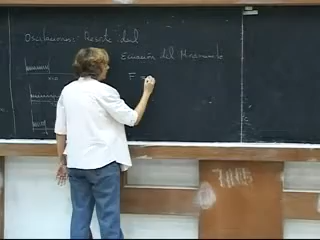 Oscilaciones: Resorte ideal
Ecuación del Movimiento
F =